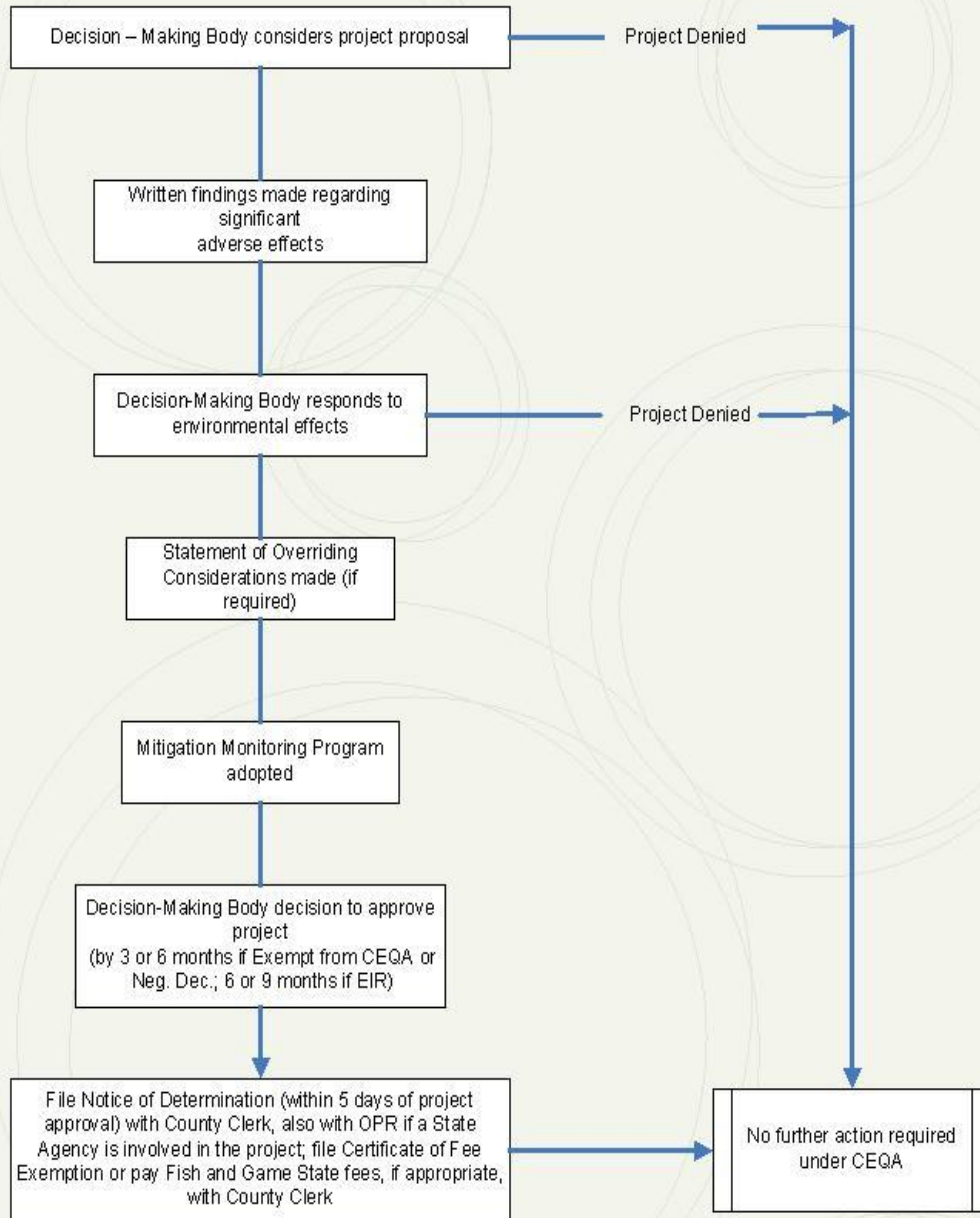 Decision – Making Body considers project proposal
Project Denied
Written findings made regarding
significant
adverse effects
Decision-Making Body responds to
environmental effects
Project Denied
Statement of Overriding
Considerations made (if
required)
Mitigation Monitoring Program
adopted
Decision-Making Body decision to approve
project
(by 3 or 6 months if Exempt from CEQA or
Neg. Dec.; 6 or 9 months if EIR)
File Notice of Determination (within 5 days of project
approval) with County Clerk, also with OPR if a State
Agency is involved in the project; file Certificate of Fee
Exemption or pay Fish and Game State fees, if appropriate,
with County Clerk
No further action required
under CEQA